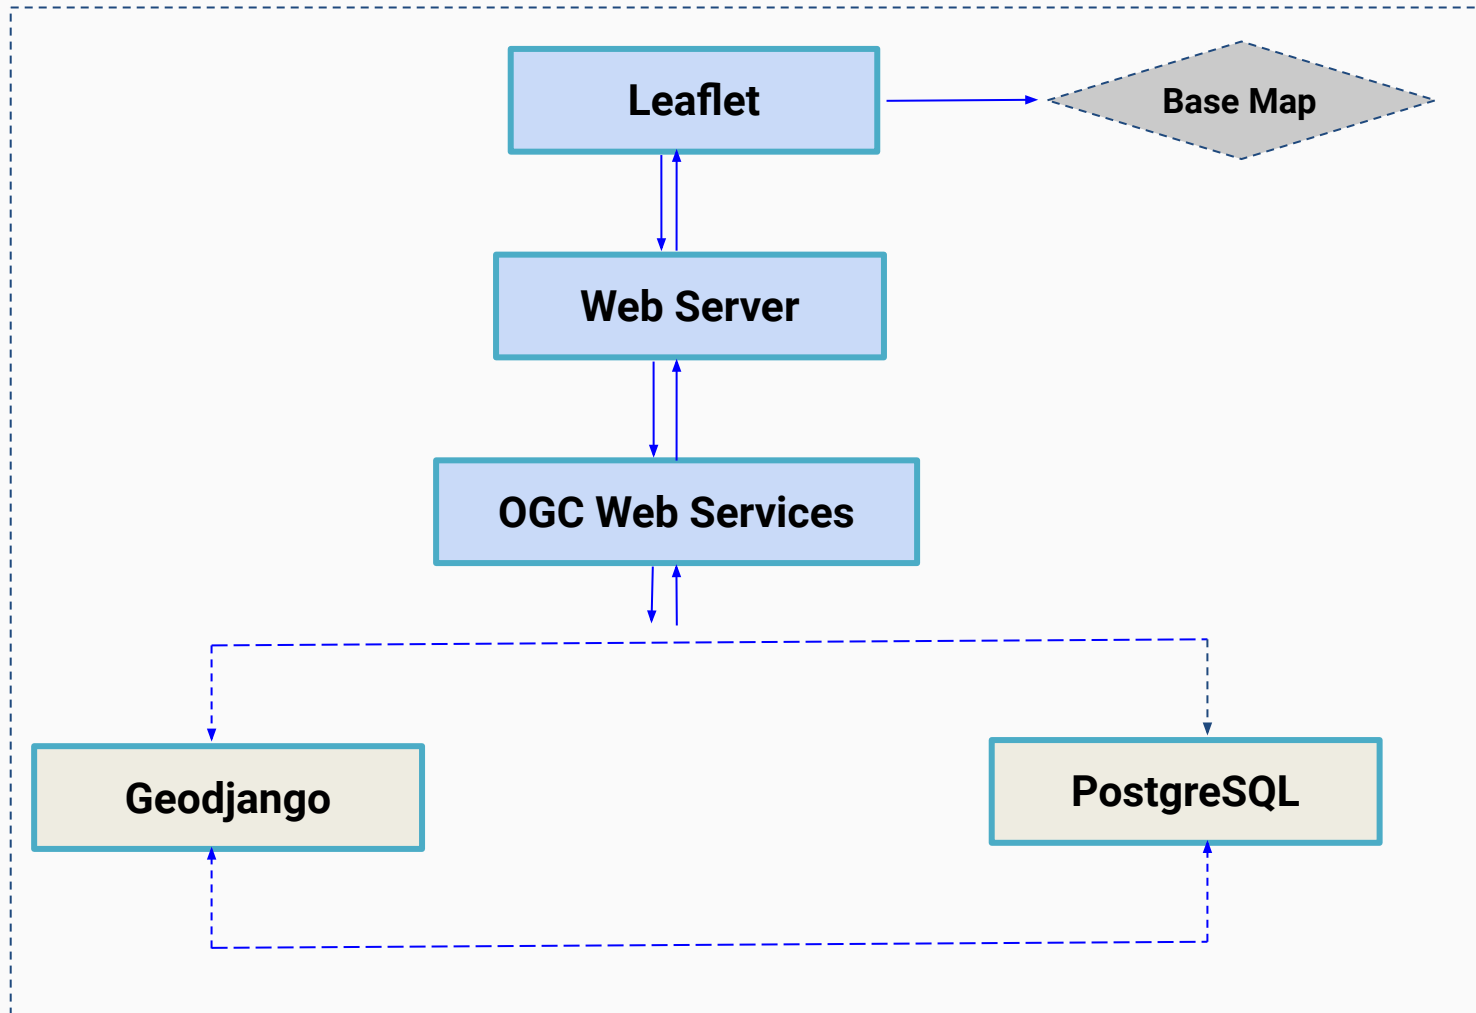 Leaflet
Base Map
Web Server
OGC Web Services
Geodjango
PostgreSQL